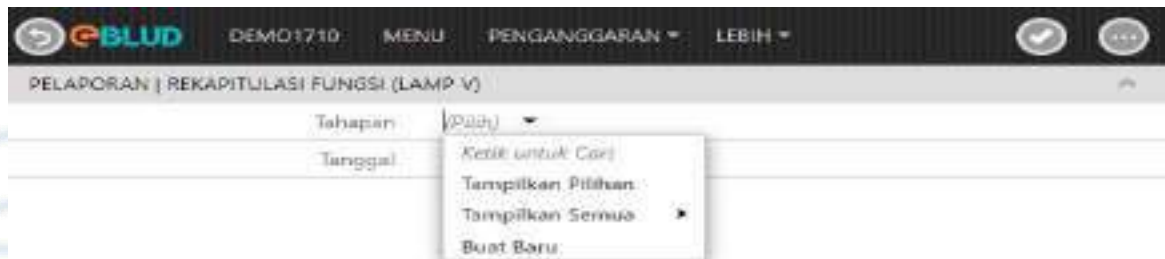 eBLUD DEMO1710 MENU PENGANGGARAN LEBIH
PELAPORAN | REKAPITULASI FUNGSI (LAMP V)
Tahapan (Pilih)
Tanggal
Ketik untuk Cari
Tampilkan Pilihan
Tampilkan Semua
Buat Baru